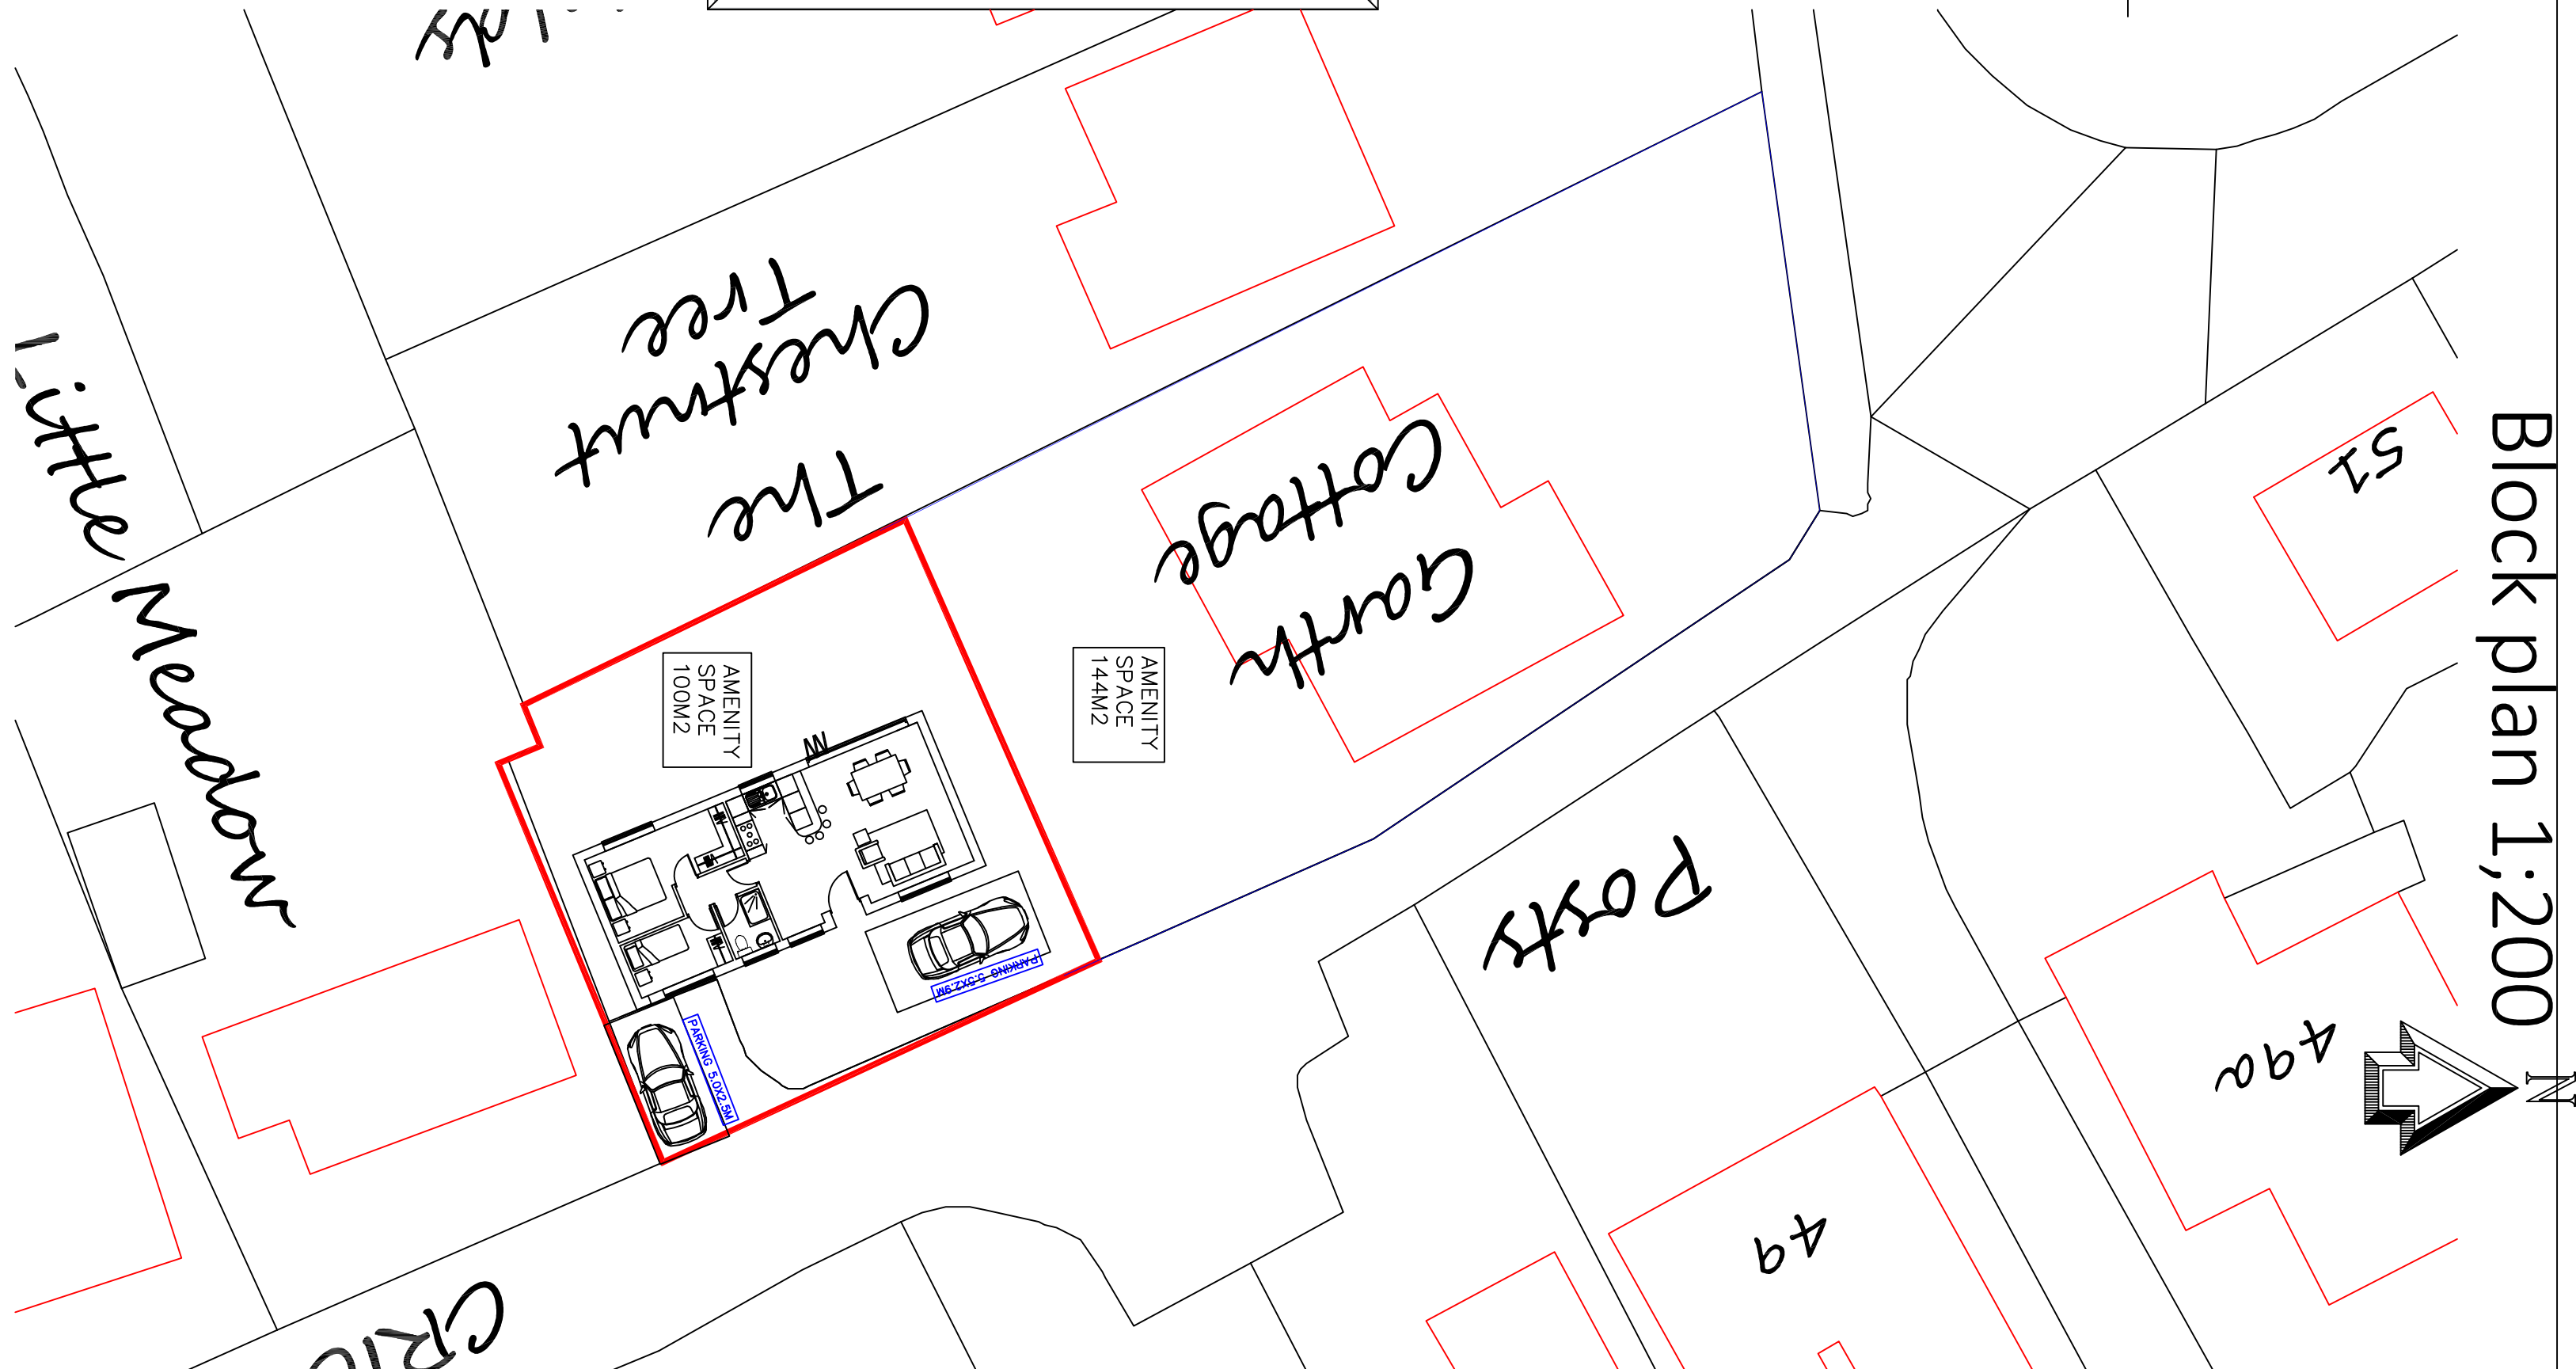 Block plan 1;200
N
The
Chestnut
Tree
Garth
Cottage
Little Meadow
Posts
51
49a
49
AMENITY
SPACE
100M2
AMENITY
SPACE
144M2
PARKING 5.5X2.9M
PARKING 5.0X2.5M
W